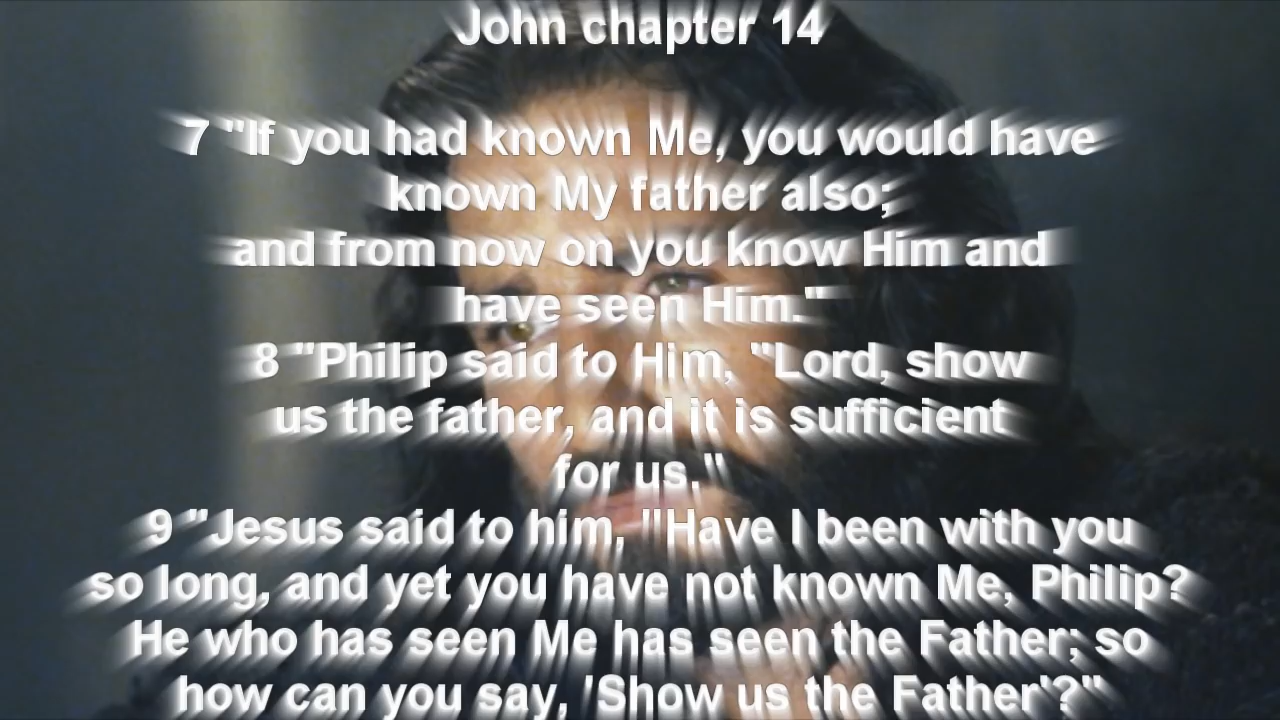 John chapter 14
7 "If you had known Me, you would have
known My father also;
and from now on you know Him and
have seen Him."
8 "Philip said to Him, "Lord, show
us the father, and it is sufficient
for us."
9 "Jesus said to him, "Have I been with you
so long, and yet you have not known Me, Philip?
He who has seen Me has seen the Father; so
how can you say, 'Show us the Father'?"